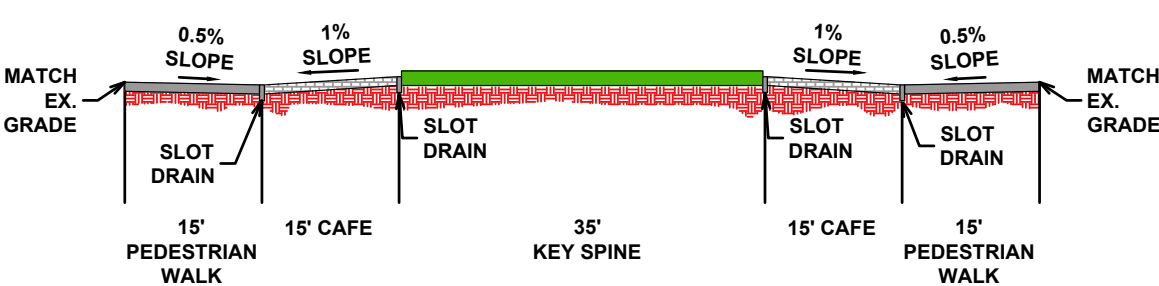 0.5%
SLOPE
1%
SLOPE
1%
SLOPE
0.5%
SLOPE
MATCH
EX.
GRADE
MATCH
EX.
GRADE
SLOT
DRAIN
SLOT
DRAIN
SLOT
DRAIN
SLOT
DRAIN
15'
PEDESTRIAN
WALK
15' CAFE
35'
KEY SPINE
15' CAFE
15'
PEDESTRIAN
WALK